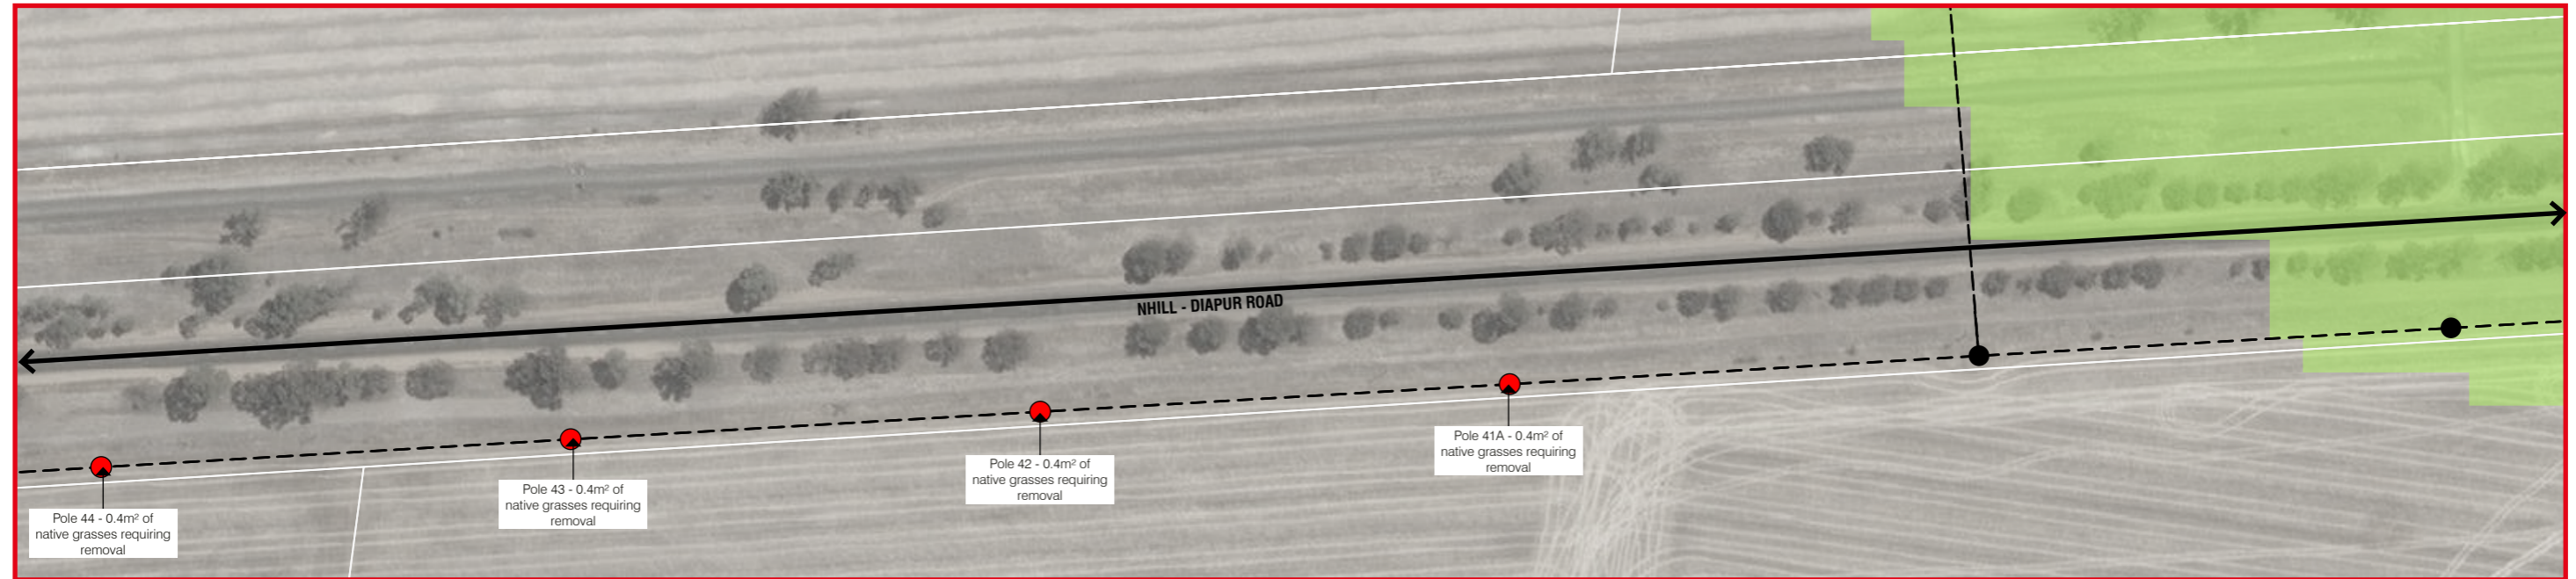 NHILL - DIAPUR ROAD
Pole 41A - 0.4m² of
native grasses requiring
removal
Pole 42 - 0.4m² of
native grasses requiring
removal
Pole 43 - 0.4m² of
native grasses requiring
removal
Pole 44 - 0.4m² of
native grasses requiring
removal